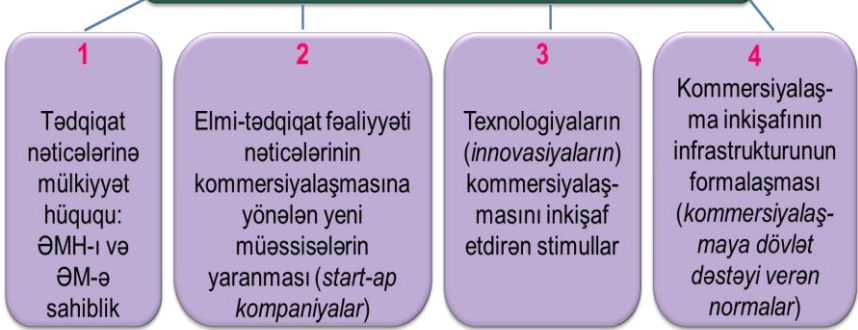 1
Tədqiqat
nəticələrinə
mülkiyyət
hüququ:
ƏMH-ı və
ƏM-ə
sahiblik
2
Elmi-tədqiqat fəaliyyəti
nəticələrinin
kommersiyalaşmasına
yönələn yeni
müəssisələrin
yaranması (start-ap
kompaniyalar)
3
Texnologiyaların
(innovasiyaların)
kommersiyalaş-
masını inkişaf
etdirən stimullar
4
Kommersiyalaş-
ma inkişafının
infrastrukturunun
formalaşması
(kommersiyalaş-
maya dövlət
dəstəyi verən
normalar)